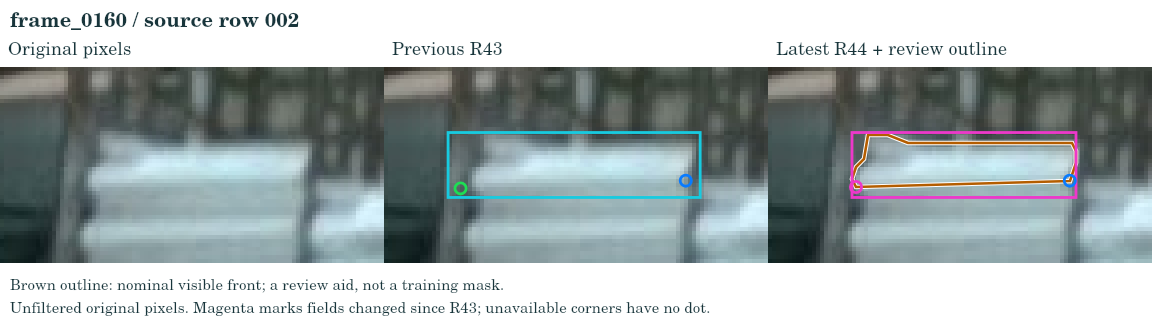 frame_0160 / source row 002
Original pixels
Previous R43
Latest R44 + review outline
Brown outline: nominal visible front; a review aid, not a training mask.
Unfiltered original pixels. Magenta marks fields changed since R43; unavailable corners have no dot.